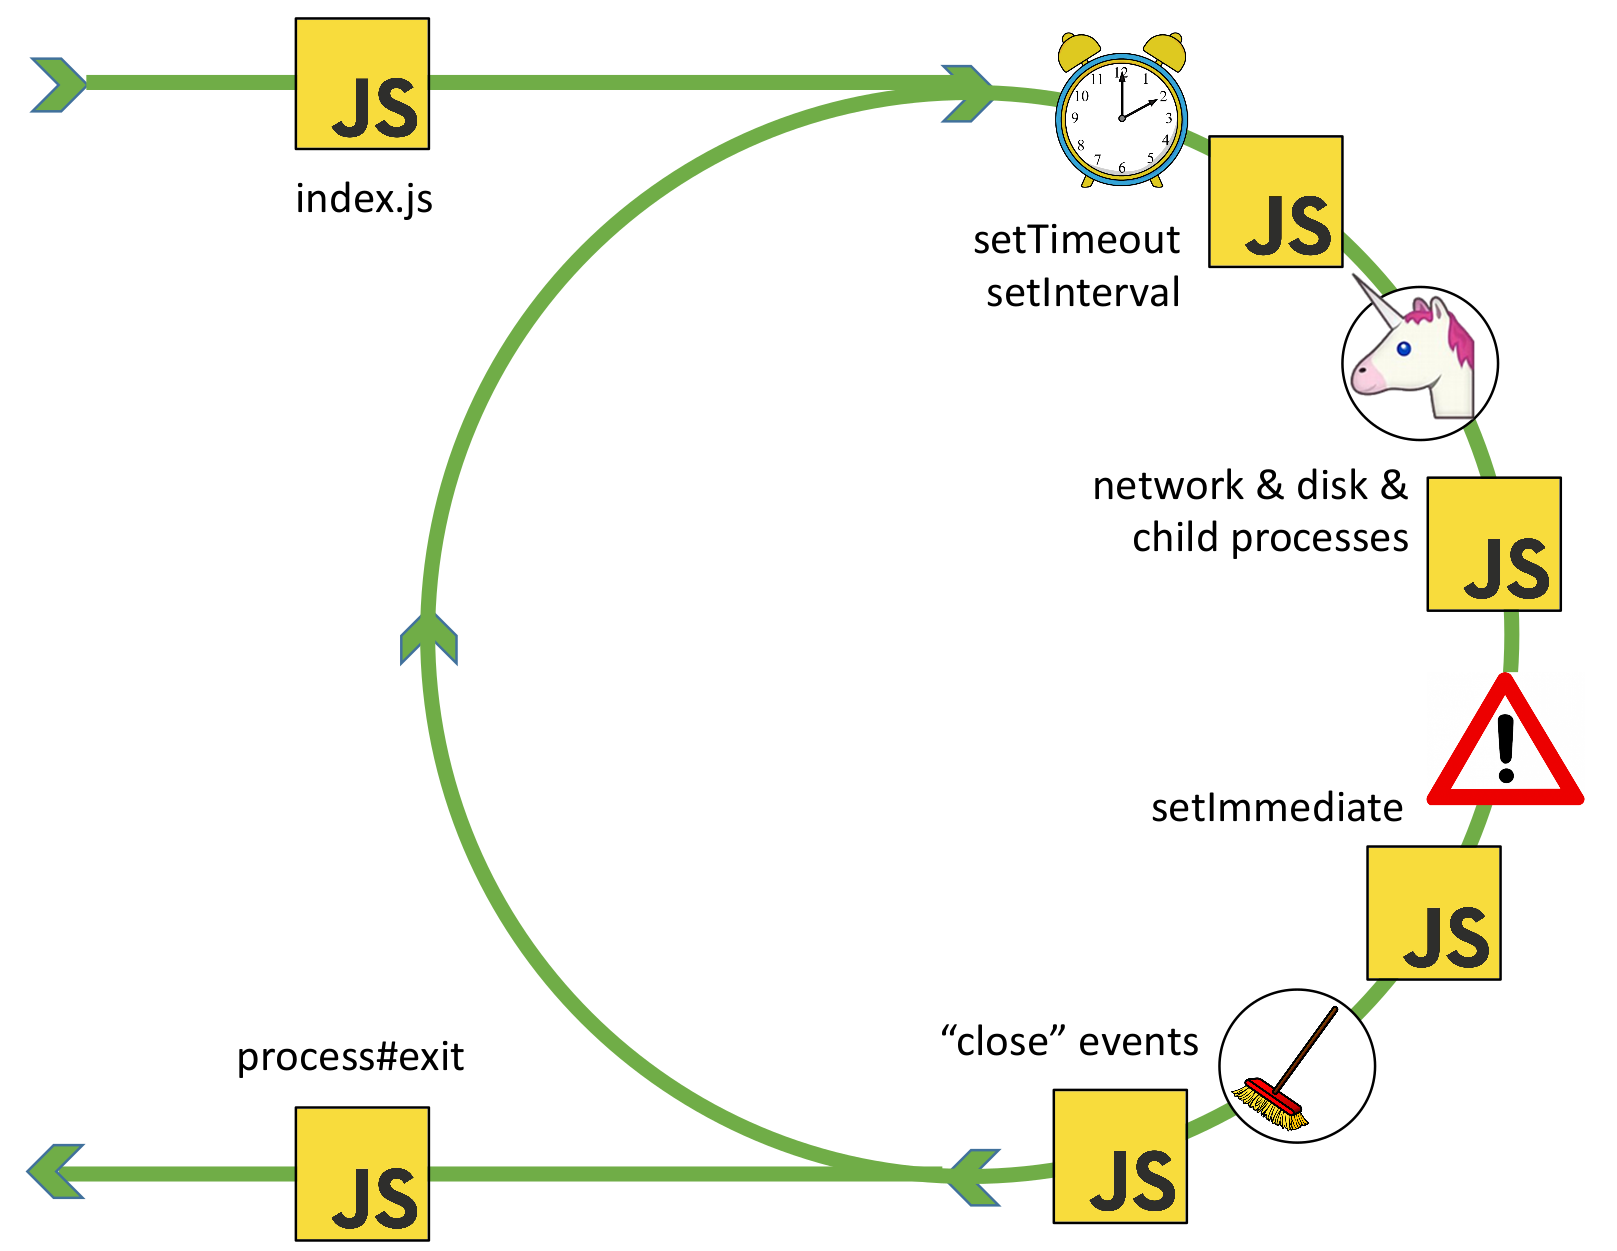 JS
index.js
12
11
1
10
2
9
3
8
4
7
5
6
JS
setTimeout
setInterval
network & disk &
child processes
JS
!
setImmediate
JS
“close” events
process#exit
JS
JS